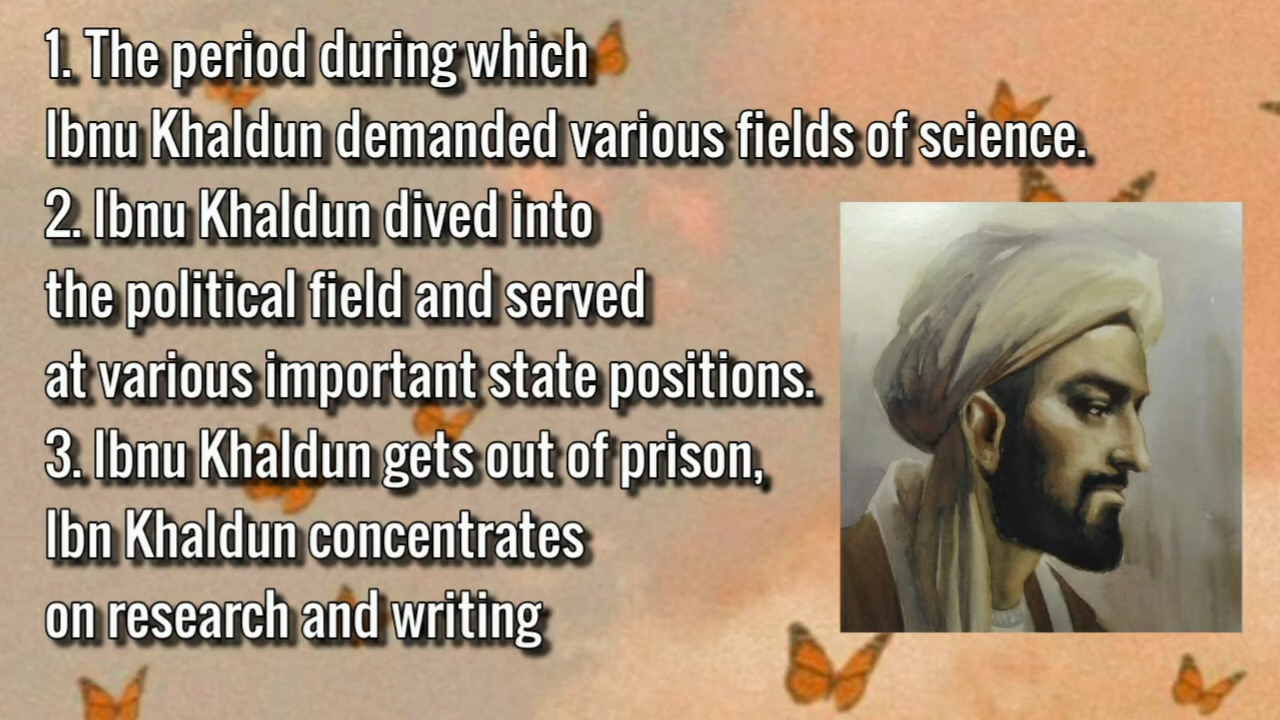 1. The period during which
Ibnu Khaldun demanded various fields of science.
2. Ibnu Khaldun dived into
the political field and served
at various important state positions.
3. Ibnu Khaldun gets out of prison,
Ibn Khaldun concentrates
on research and writing